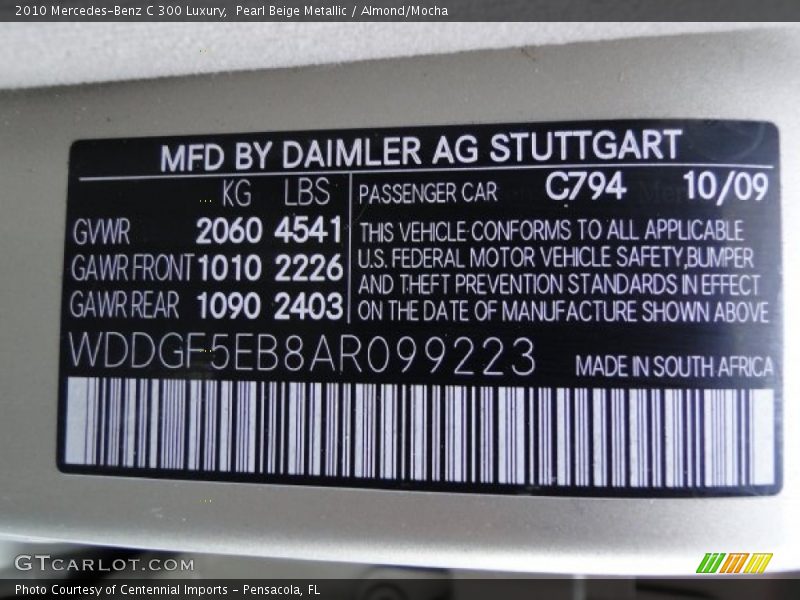 2010 Mercedes-Benz C 300 Luxury,  Pearl Beige Metallic / Almond/Mocha
MFD BY DAIMLER AG STUTTGART
KG LBS PASSENGER CAR C794 10/09
GVWR 2060 4541 THIS VEHICLE CONFORMS TO ALL APPLICABLE
GAWR FRONT 1010 2226 U.S. FEDERAL MOTOR VEHICLE SAFETY,BUMPER
AND THEFT PREVENTION STANDARDS IN EFFECT
GAWR REAR 1090 2403 ON THE DATE OF MANUFACTURE SHOWN ABOVE
WDDGF5EB8AR099223 MADE IN SOUTH AFRICA
GTCARLOT.COM
Photo Courtesy of Centennial Imports - Pensacola, FL